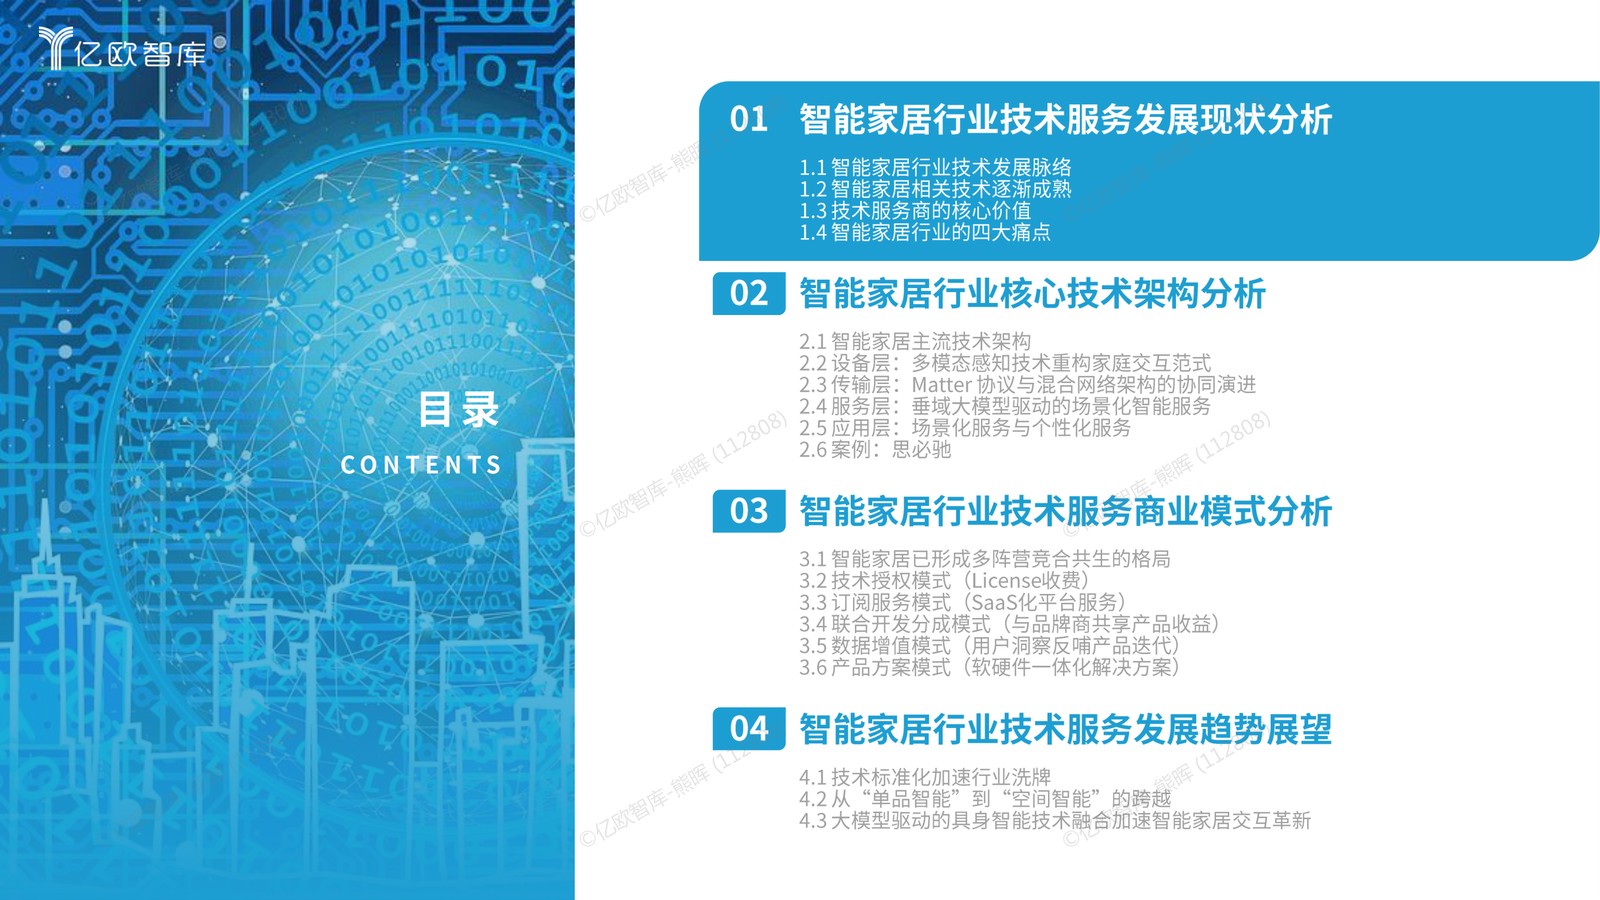 亿欧智库
目录
CONTENTS
01 智能家居行业技术服务发展现状分析
1.1 智能家居行业技术发展脉络
1.2 智能家居相关技术逐渐成熟
1.3 技术服务商的核心价值
1.4 智能家居行业的四大痛点
02 智能家居行业核心技术架构分析
2.1 智能家居主流技术架构
2.2 设备层：多模态感知技术重构家庭交互范式
2.3 传输层：Matter 协议与混合网络架构的协同演进
2.4 服务层：垂域大模型驱动的场景化智能服务
2.5 应用层：场景化服务与个性化服务
2.6 案例：思必驰
03 智能家居行业技术服务商业模式分析
3.1 智能家居已形成多阵营竞合共生的格局
3.2 技术授权模式（License收费）
3.3 订阅服务模式（SaaS化平台服务）
3.4 联合开发分成模式（与品牌商共享产品收益）
3.5 数据增值模式（用户洞察反哺产品迭代）
3.6 产品方案模式（软硬件一体化解决方案）
04 智能家居行业技术服务发展趋势展望
4.1 技术标准化加速行业洗牌
4.2 从“单品智能”到“空间智能”的跨越
4.3 大模型驱动的具身智能技术融合加速智能家居交互革新
©亿欧智库-熊晖 (112808)
©亿欧智库-熊晖 (112808)